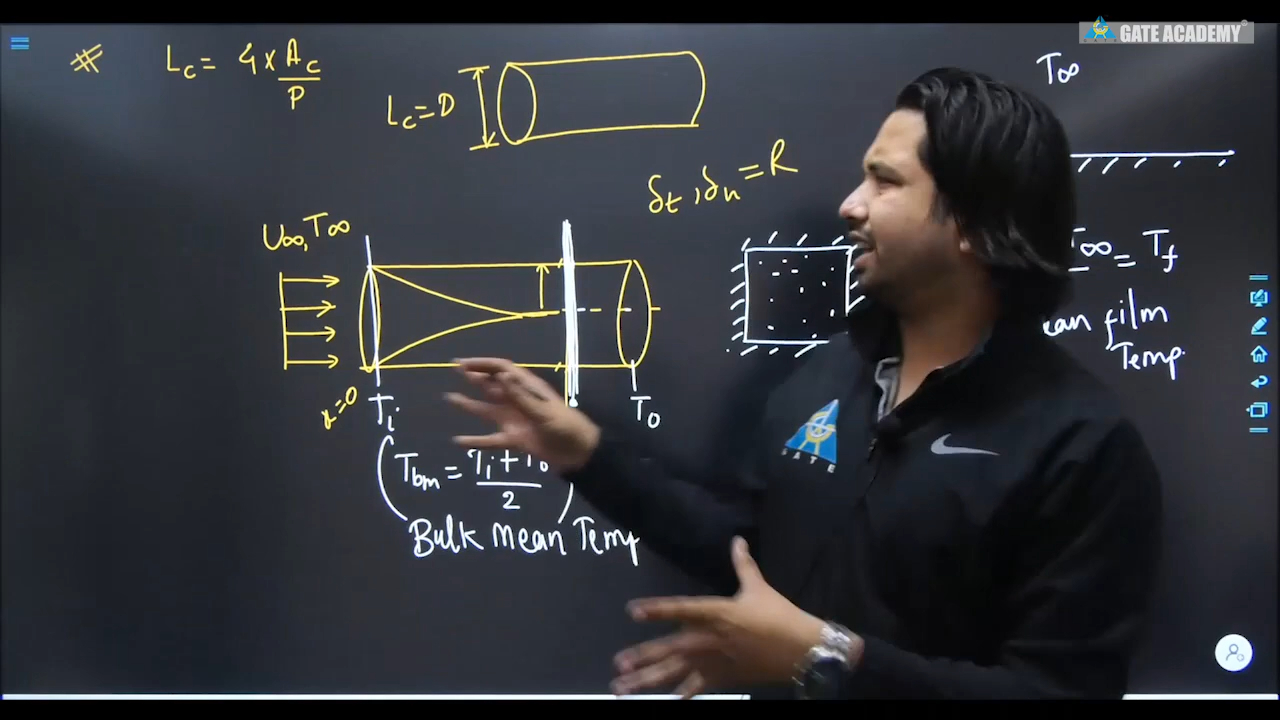 GATE ACADEMY
Lc = 4 × Ac
P
Lc = D
T∞
δt, δh = R
U∞, T∞
T∞ = Tf
film
Temp.
x=0
Ti
To
Tbm = Ti + To
2
Bulk Mean Temp
GATE